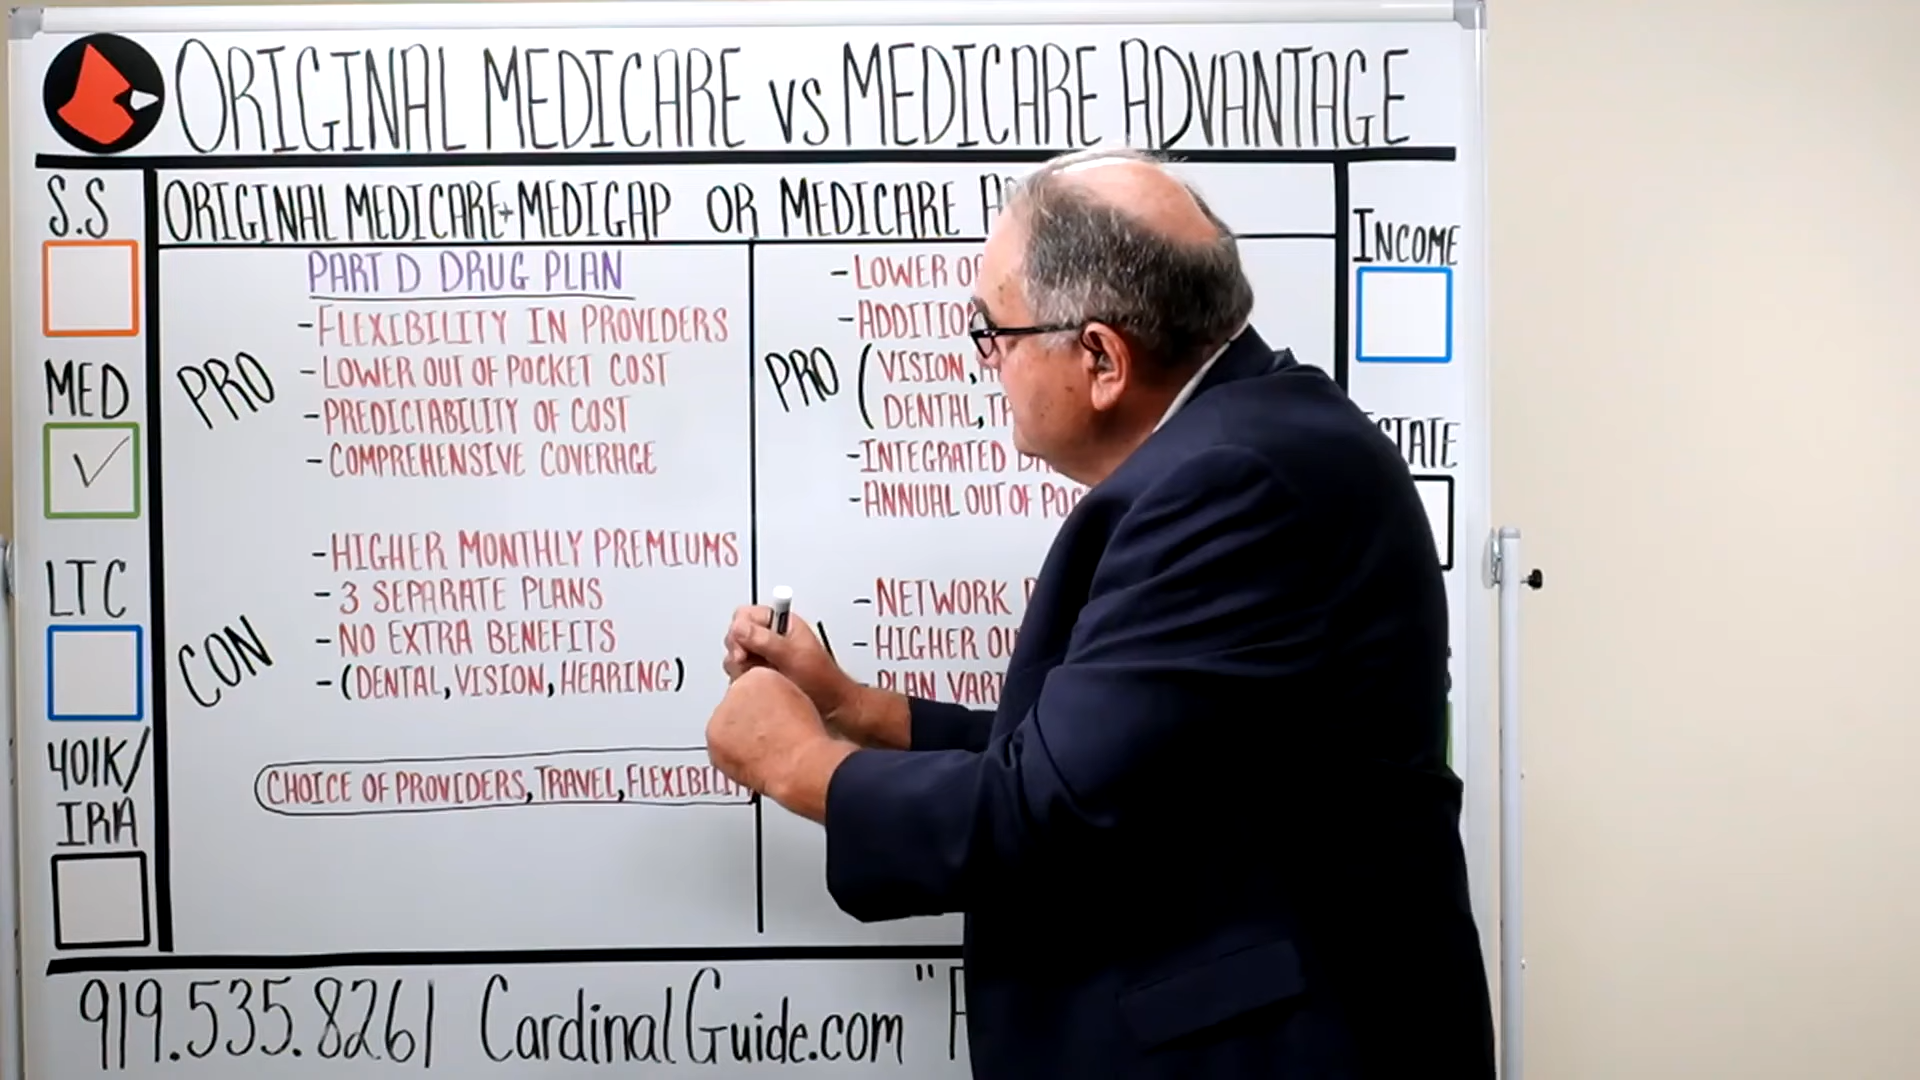 ORIGINAL MEDICARE VS MEDICARE ADVANTAGE
S.S
MED
LTC
401K/
IRA
ORIGINAL MEDICARE+MEDIGAP OR MEDICARE
PART D DRUG PLAN
PRO
-FLEXIBILITY IN PROVIDERS
-LOWER OUT OF POCKET COST
-PREDICTABILITY OF COST
-COMPREHENSIVE COVERAGE
CON
-HIGHER MONTHLY PREMIUMS
-3 SEPARATE PLANS
-NO EXTRA BENEFITS
-(DENTAL, VISION, HEARING)
CHOICE OF PROVIDERS, TRAVEL,
PRO
-LOWER
(VISION,
DENTAL,
-INTEGRATED
-ANNUAL OUT OF
-NETWORK
-HIGHER
-PLAN
INCOME
919.535.8261 CardinalGuide.com "